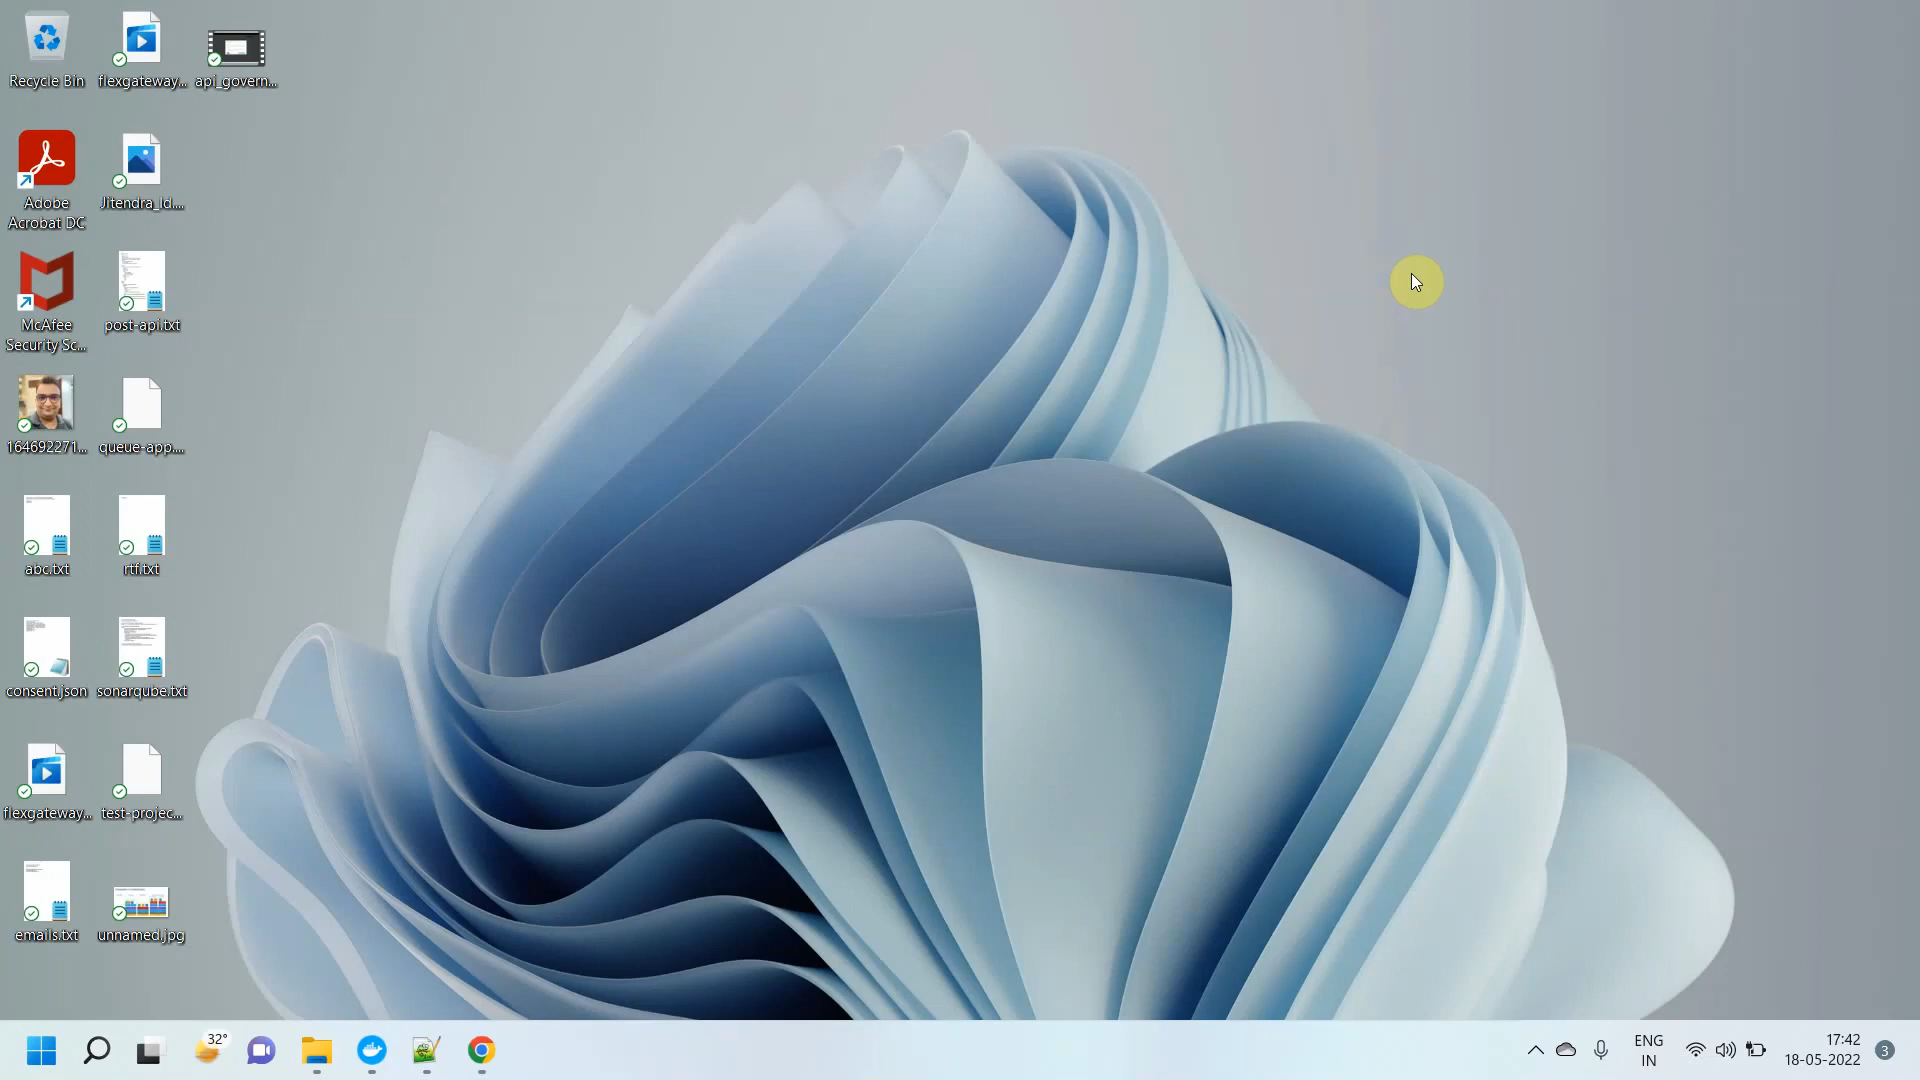 Recycle Bin
flexgateway...
api_govern...
Adobe
Acrobat DC
Jitendra_Id....
McAfee
Security Sc...
post-api.txt
164692271...
queue-app....
abc.txt
rtf.txt
consent.json
sonarqube.txt
flexgateway...
test-projec...
emails.txt
unnamed.jpg
32°
ENG
IN
17:42
18-05-2022
3